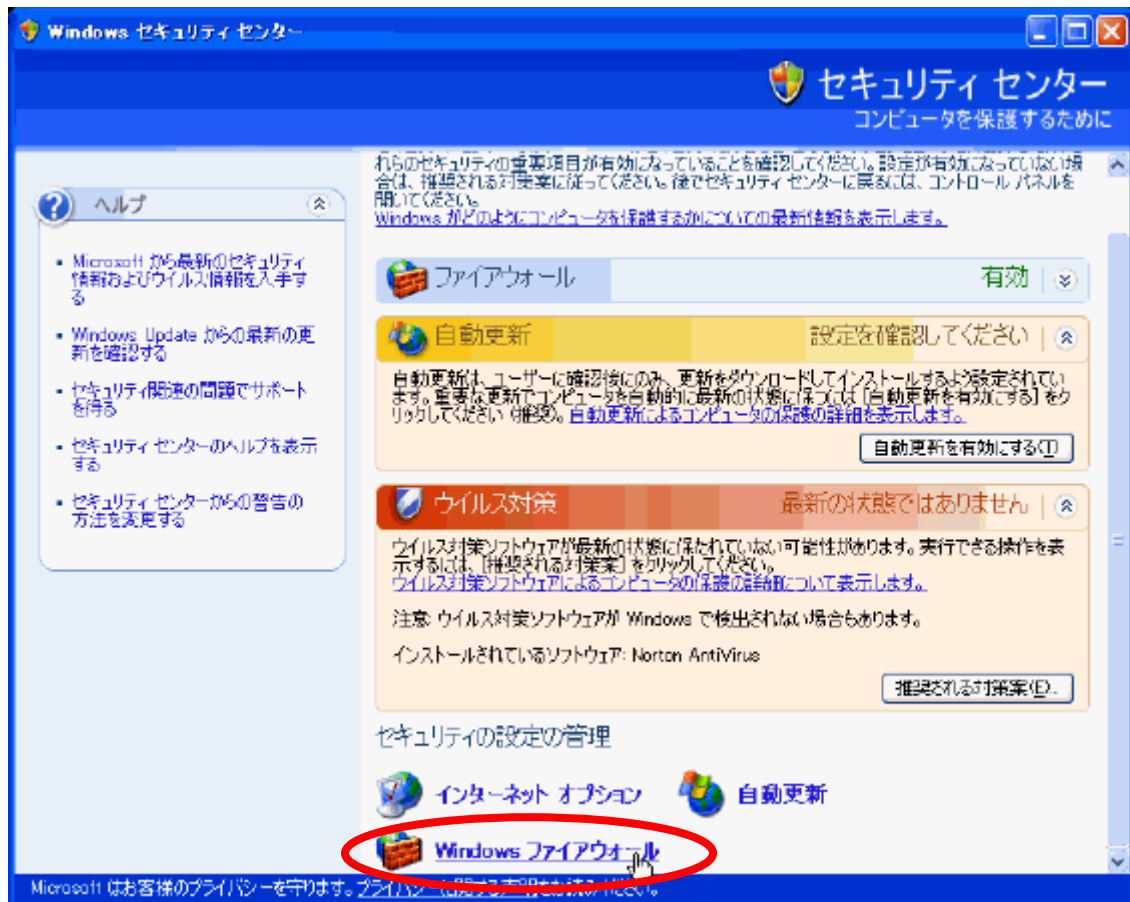 Windows セキュリティ センター
セキュリティ センター
コンピュータを保護するために
ヘルプ
Microsoft から最新のセキュリティ
情報およびウイルス情報を入手す
る
Windows Update からの最新の更
新を確認する
セキュリティ関連の問題でサポート
を得る
セキュリティ センターのヘルプを表示
する
セキュリティ センターからの警告の
方法を変更する
れらのセキュリティの重要項目が有効になっていることを確認してください。設定が有効になっていない場
合は、推奨される対策案に従ってください。後でセキュリティ センターに戻るには、コントロール パネルを
開いてください。
Windows がどのようにコンピュータを保護するかについての最新情報を表示します。
ファイアウォール 有効
自動更新 設定を確認してください
自動更新は、ユーザーに確認後にのみ、更新をダウンロードしてインストールするよう設定されてい
ます。重要な更新でコンピュータを自動的に最新の状態に保つには [自動更新を有効にする] をク
リックしてください (推奨)。自動更新によるコンピュータの保護の詳細を表示します。
自動更新を有効にする(T)
ウイルス対策 最新の状態ではありません
ウイルス対策ソフトウェアが最新の状態に保たれていない可能性があります。実行できる操作を表
示するには、[推奨される対策案] をクリックしてください。
ウイルス対策ソフトウェアによるコンピュータの保護の詳細について表示します。
注意: ウイルス対策ソフトウェアが Windows で検出されない場合もあります。
インストールされているソフトウェア: Norton AntiVirus
推奨される対策案(E)...
セキュリティの設定の管理
インターネット オプション 自動更新
Windows ファイアウォール
Microsoft はお客様のプライバシーを守ります。プライバシーに関する声明をお読みください。